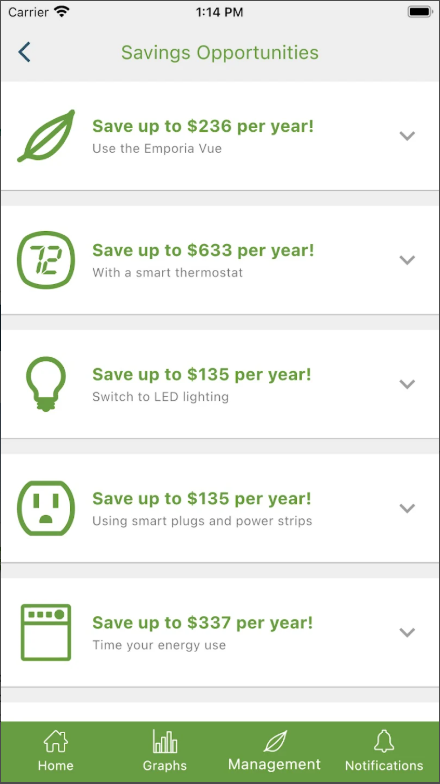 Carrier 1:14 PM
Savings Opportunities
Save up to $236 per year!
Use the Emporia Vue
72
Save up to $633 per year!
With a smart thermostat
Save up to $135 per year!
Switch to LED lighting
Save up to $135 per year!
Using smart plugs and power strips
Save up to $337 per year!
Time your energy use
Home Graphs Management Notifications